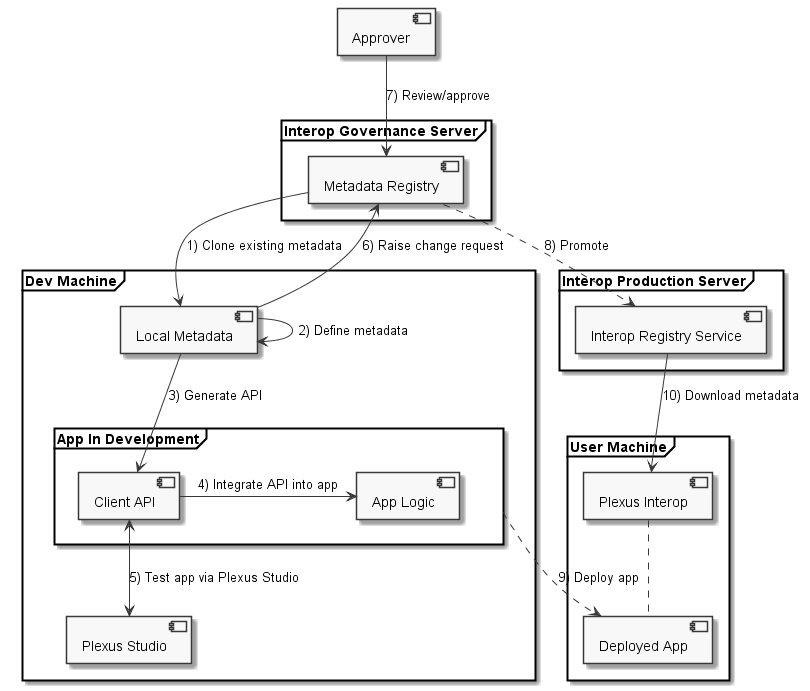 Approver
7) Review/approve
Interop Governance Server
Metadata Registry
1) Clone existing metadata
6) Raise change request
8) Promote
Dev Machine
Interop Production Server
Local Metadata
2) Define metadata
Interop Registry Service
3) Generate API
10) Download metadata
App In Development
User Machine
Client API
4) Integrate API into app
App Logic
Plexus Interop
5) Test app via Plexus Studio
9) Deploy app
Plexus Studio
Deployed App